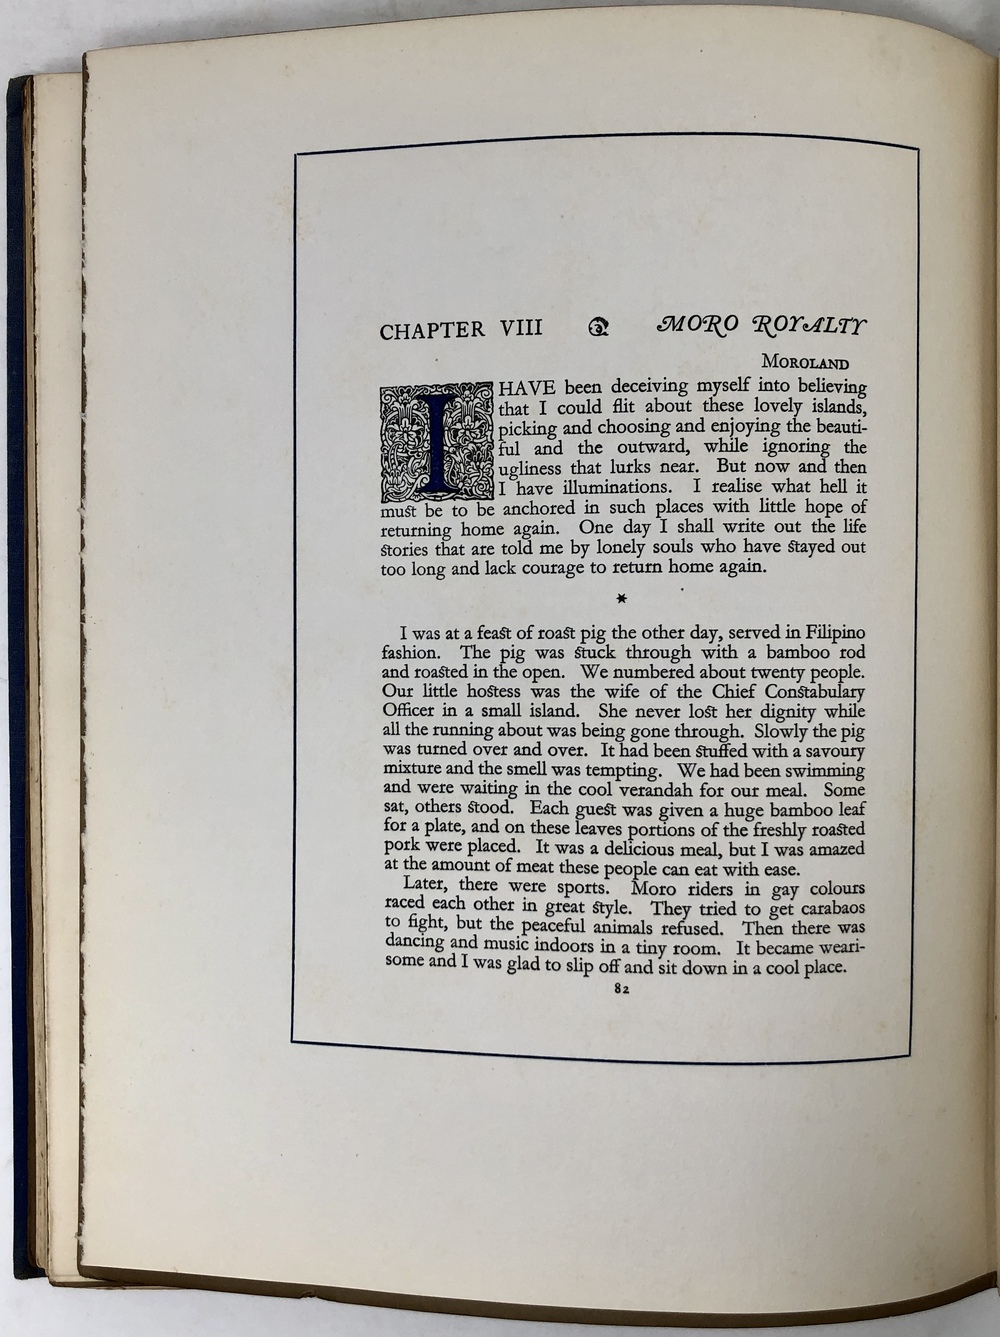 CHAPTER VIII MORO ROYALTY
MOROLAND
I HAVE been deceiving myself into believing
that I could flit about these lovely islands,
picking and choosing and enjoying the beauti-
ful and the outward, while ignoring the
ugliness that lurks near. But now and then
I have illuminations. I realise what hell it
must be to be anchored in such places with little hope of
returning home again. One day I shall write out the life
stories that are told me by lonely souls who have stayed out
too long and lack courage to return home again.
*
I was at a feast of roast pig the other day, served in Filipino
fashion. The pig was stuck through with a bamboo rod
and roasted in the open. We numbered about twenty people.
Our little hostess was the wife of the Chief Constabulary
Officer in a small island. She never lost her dignity while
all the running about was being gone through. Slowly the pig
was turned over and over. It had been stuffed with a savoury
mixture and the smell was tempting. We had been swimming
and were waiting in the cool verandah for our meal. Some
sat, others stood. Each guest was given a huge bamboo leaf
for a plate, and on these leaves portions of the freshly roasted
pork were placed. It was a delicious meal, but I was amazed
at the amount of meat these people can eat with ease.
Later, there were sports. Moro riders in gay colours
raced each other in great style. They tried to get carabaos
to fight, but the peaceful animals refused. Then there was
dancing and music indoors in a tiny room. It became weari-
some and I was glad to slip off and sit down in a cool place.
82